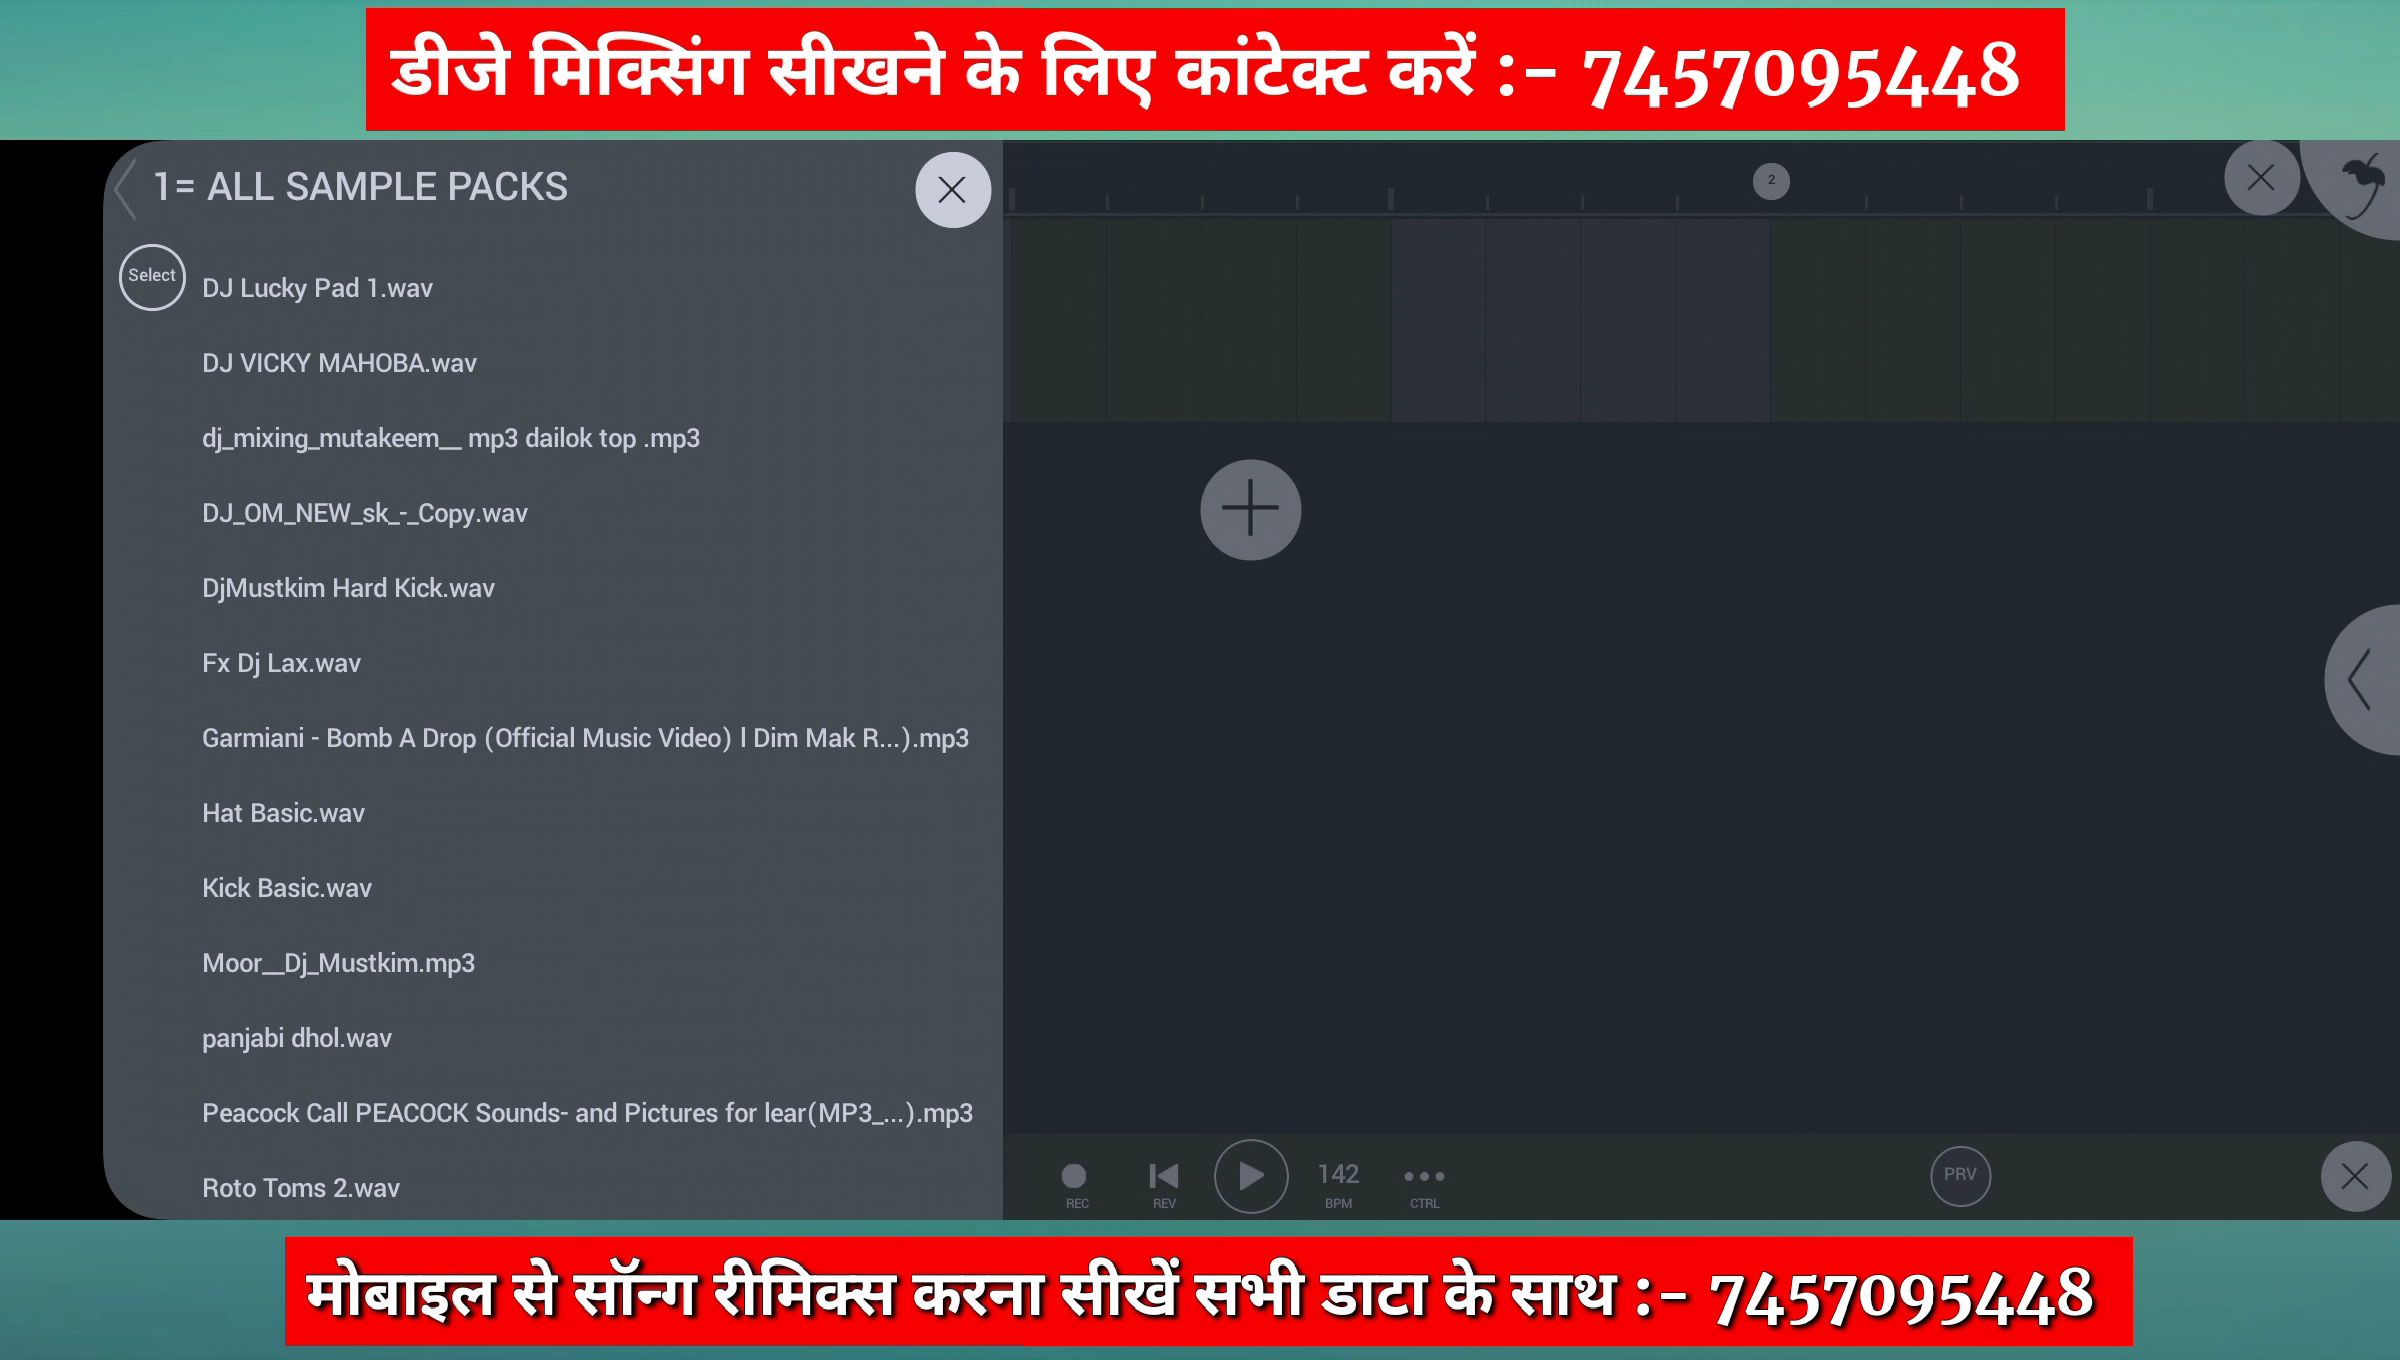 डीजे मिक्सिंग सीखने के लिए कांटेक्ट करें :- 7457095448
1= ALL SAMPLE PACKS
2
Select
DJ Lucky Pad 1.wav
DJ VICKY MAHOBA.wav
dj_mixing_mutakeem__ mp3 dailok top .mp3
DJ_OM_NEW_sk_-_Copy.wav
DjMustkim Hard Kick.wav
Fx Dj Lax.wav
Garmiani - Bomb A Drop (Official Music Video) l Dim Mak R...).mp3
Hat Basic.wav
Kick Basic.wav
Moor__Dj_Mustkim.mp3
panjabi dhol.wav
Peacock Call PEACOCK Sounds- and Pictures for lear(MP3_...).mp3
Roto Toms 2.wav
REC
REV
142
BPM
CTRL
PRV
मोबाइल से सॉन्ग रीमिक्स करना सीखें सभी डाटा के साथ :- 7457095448